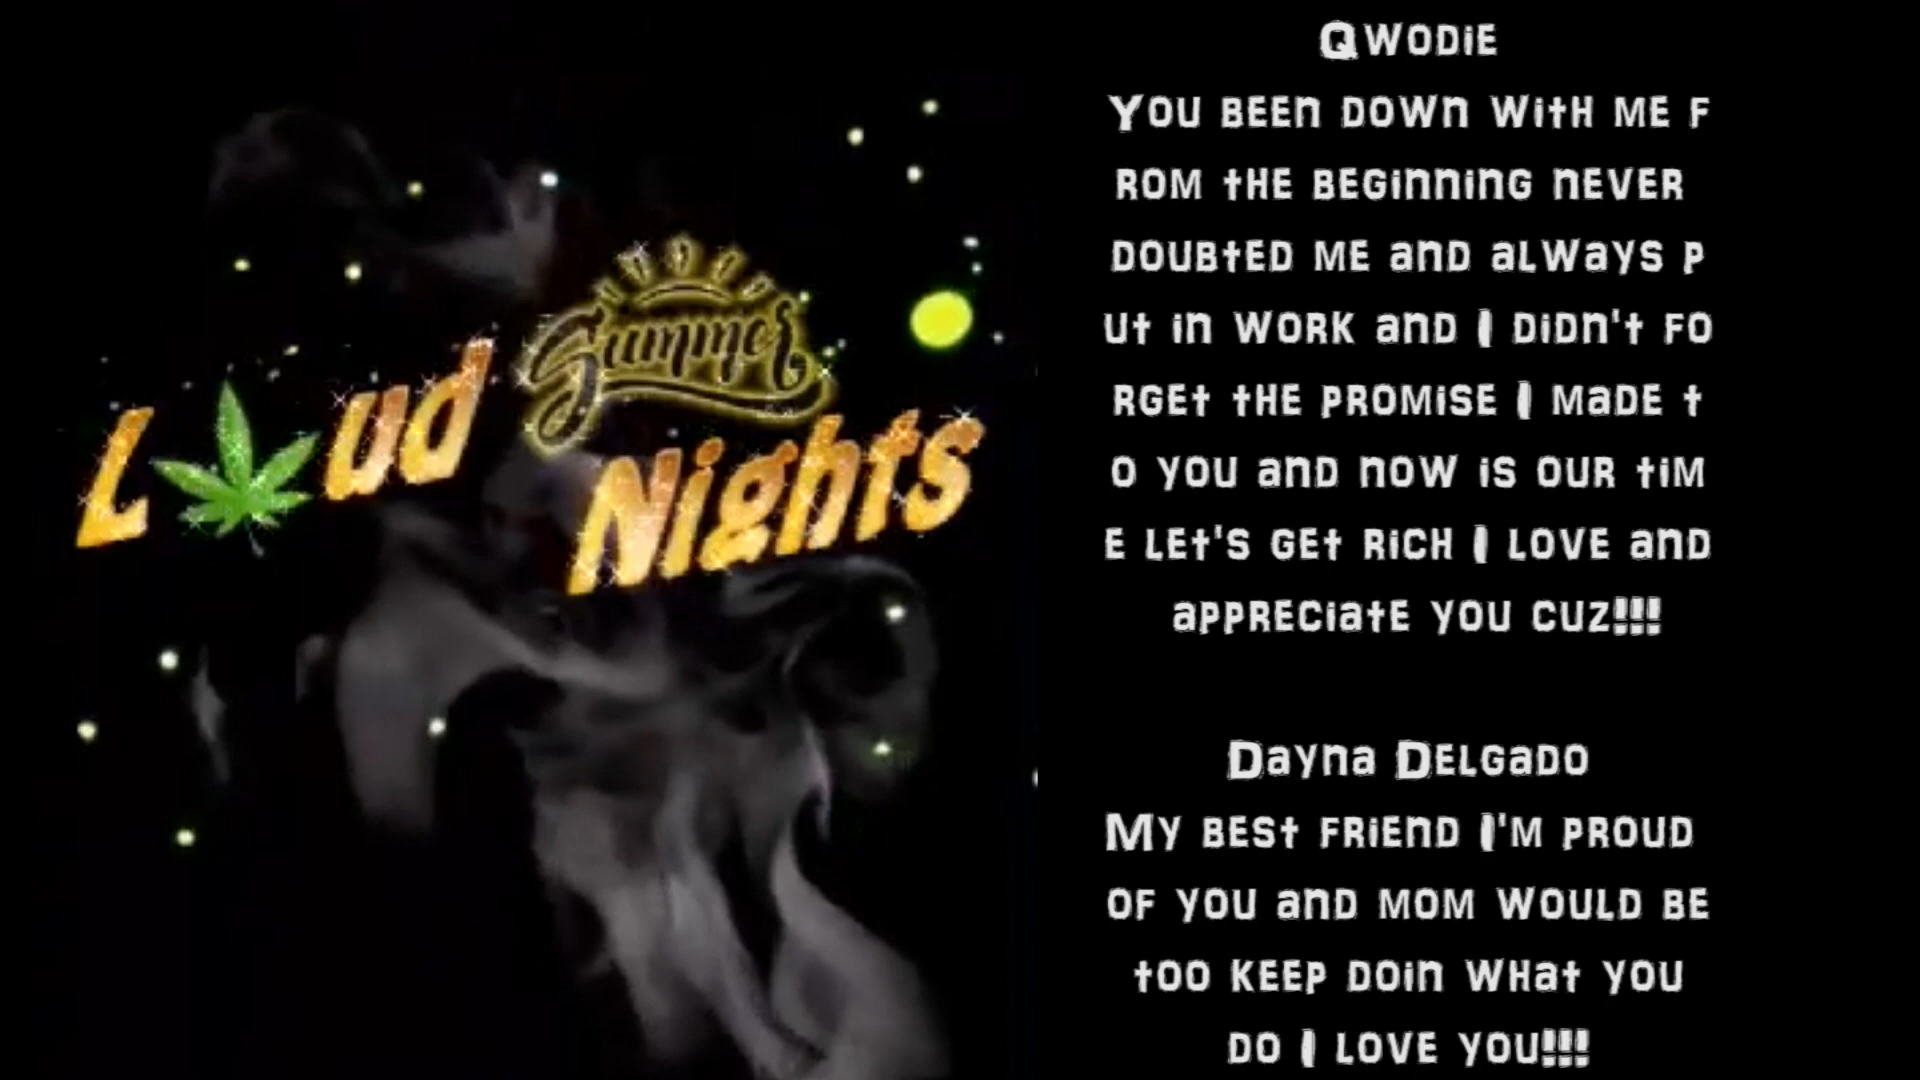 L ud
Summer
Nights
Qwodie
You been down with me f
rom the beginning never
doubted me and always p
ut in work and I didn't fo
rget the promise I made t
o you and now is our tim
e let's get rich I love and
appreciate you cuz!!!
Dayna Delgado
My best friend I'm proud
of you and mom would be
too keep doin what you
do I love you!!!